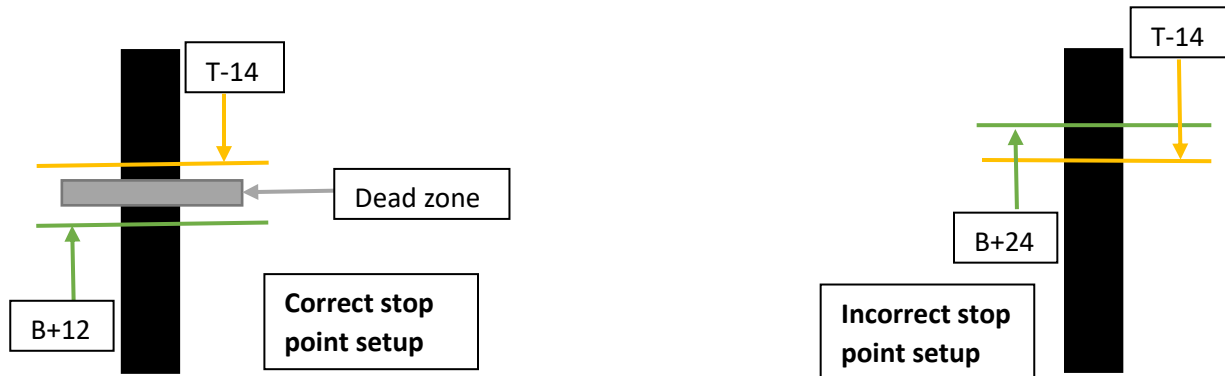 T-14
Dead zone
B+12
Correct stop
point setup
T-14
B+24
Incorrect stop
point setup